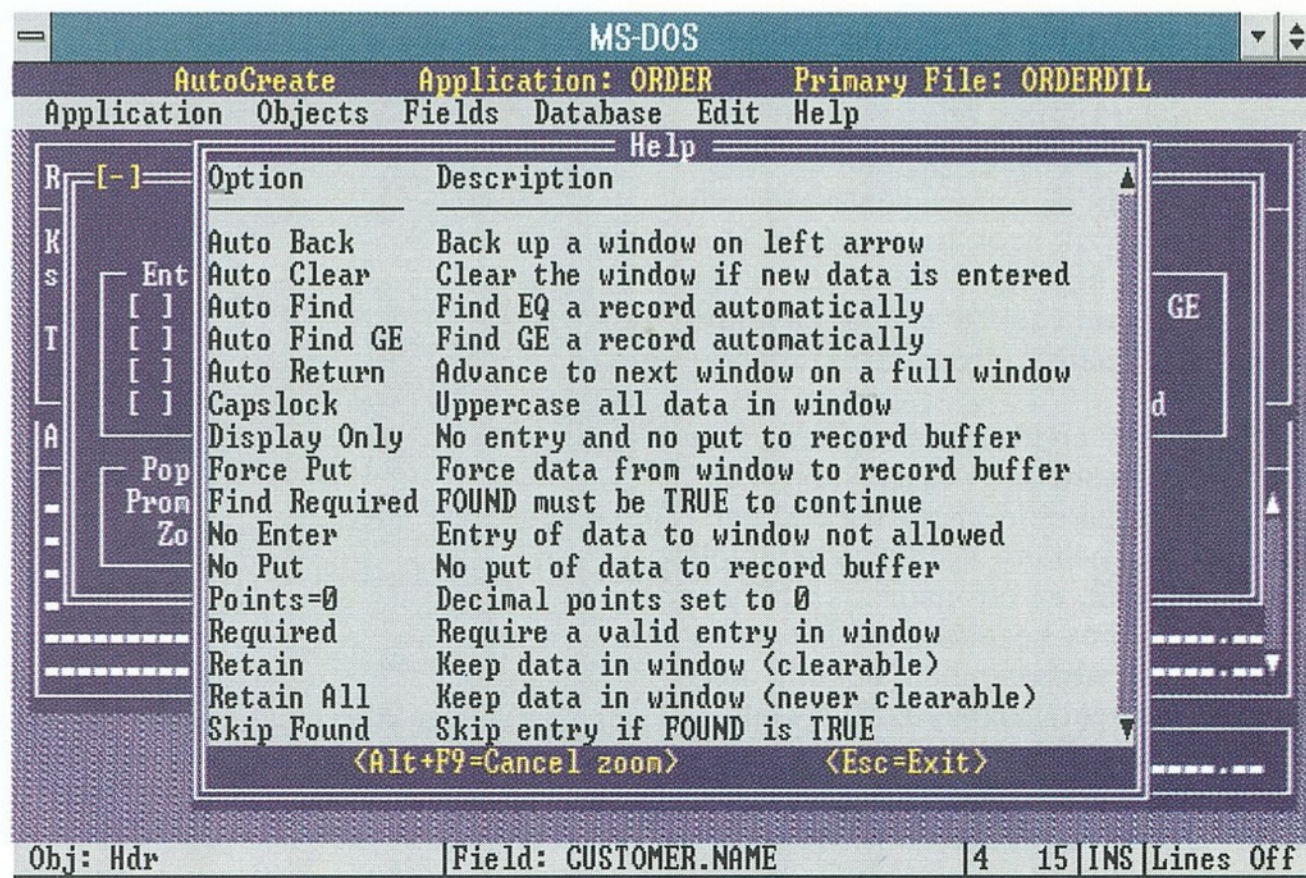 MS-DOS
AutoCreate Application: ORDER Primary File: ORDERDTL
Application Objects Fields Database Edit Help
Help
R [-] Option Description
K Auto Back Back up a window on left arrow
s Ent Auto Clear Clear the window if new data is entered
[ ] Auto Find Find EQ a record automatically GE
T [ ] Auto Find GE Find GE a record automatically
[ ] Auto Return Advance to next window on a full window
[ ] Capslock Uppercase all data in window d
A Display Only No entry and no put to record buffer
Pop Force Put Force data from window to record buffer
Prom Find Required FOUND must be TRUE to continue
Zo No Enter Entry of data to window not allowed
No Put No put of data to record buffer
Points=0 Decimal points set to 0
Required Require a valid entry in window
Retain Keep data in window (clearable)
Retain All Keep data in window (never clearable)
Skip Found Skip entry if FOUND is TRUE
<Alt+F9=Cancel zoom> <Esc=Exit>
Obj: Hdr |Field: CUSTOMER.NAME |4 15|INS|Lines Off